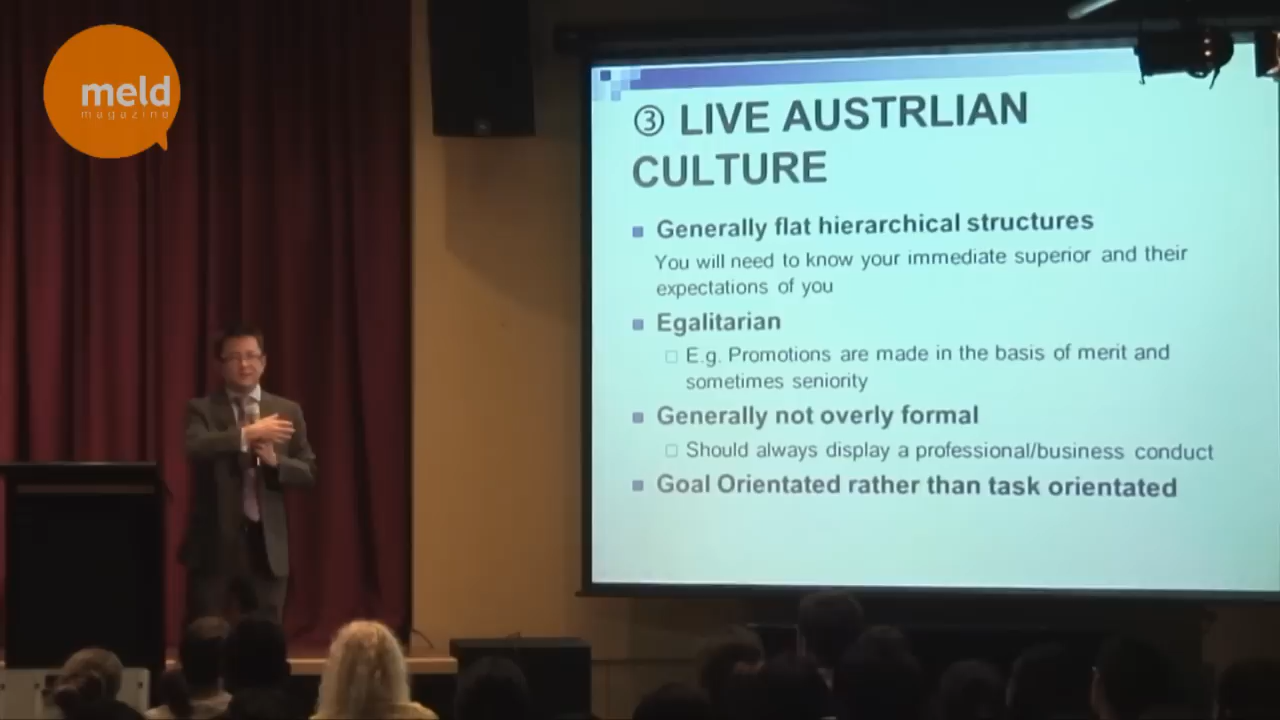 meld
magazine
③ LIVE AUSTRLIAN
CULTURE
Generally flat hierarchical structures
You will need to know your immediate superior and their
expectations of you
Egalitarian
E.g. Promotions are made in the basis of merit and
sometimes seniority
Generally not overly formal
Should always display a professional/business conduct
Goal Orientated rather than task orientated